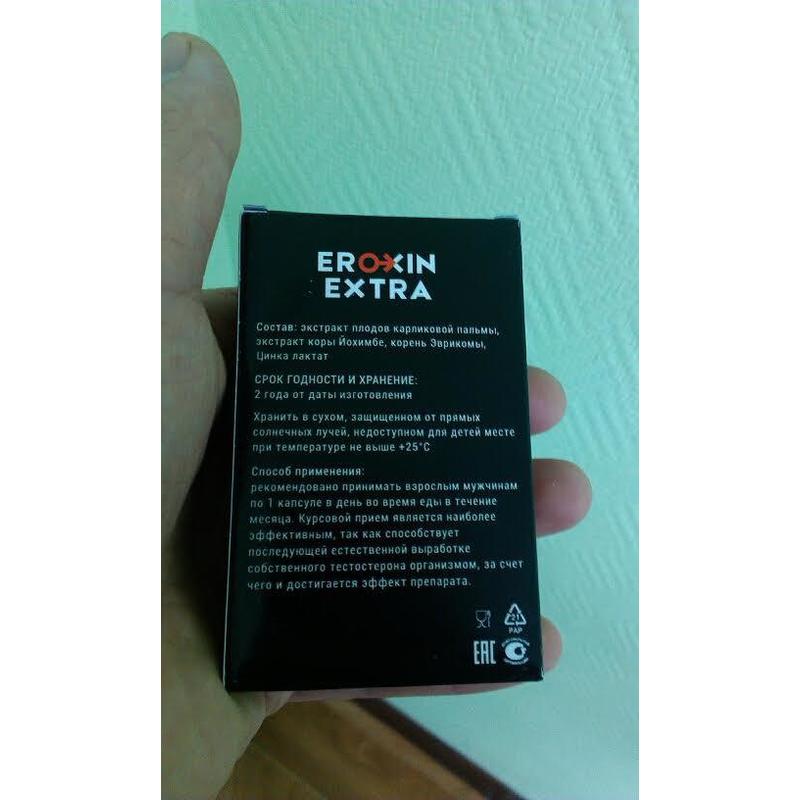 EROXIN
EXTRA
Состав: экстракт плодов карликовой пальмы,
экстракт коры Йохимбе, корень Эврикомы,
Цинка лактат
СРОК ГОДНОСТИ И ХРАНЕНИЕ:
2 года от даты изготовления
Хранить в сухом, защищенном от прямых
солнечных лучей, недоступном для детей месте
при температуре не выше +25°C
Способ применения:
рекомендовано принимать взрослым мужчинам
по 1 капсуле в день во время еды в течение
месяца. Курсовой прием является наиболее
эффективным, так как способствует
последующей естественной выработке
собственного тестостерона организмом, за счет
чего и достигается эффект препарата.
21
PAP
EAC